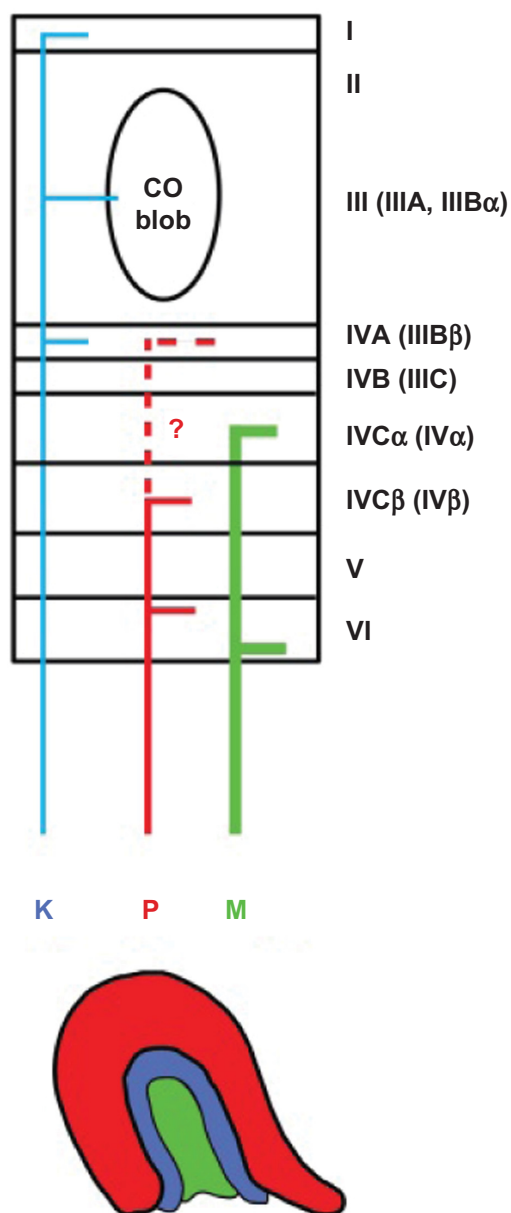 I
II
CO
blob
III (IIIA, IIIBα)
IVA (IIIBβ)
IVB (IIIC)
?
IVCα (IVα)
IVCβ (IVβ)
V
VI
K P M